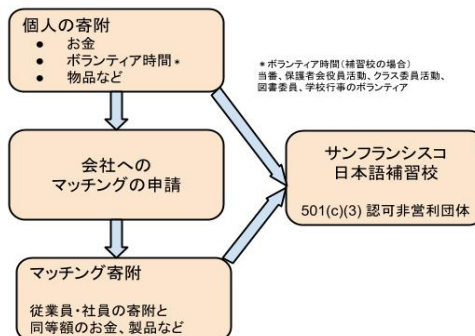 個人の寄附
● お金
● ボランティア時間*
● 物品など
*ボランティア時間(補習校の場合)
当番、保護者会役員活動、クラス委員活動、
図書委員、学校行事のボランティア
会社への
マッチングの申請
サンフランシスコ
日本語補習校
501(c)(3) 認可非営利団体
マッチング寄附
従業員・社員の寄附と
同等額のお金、製品など